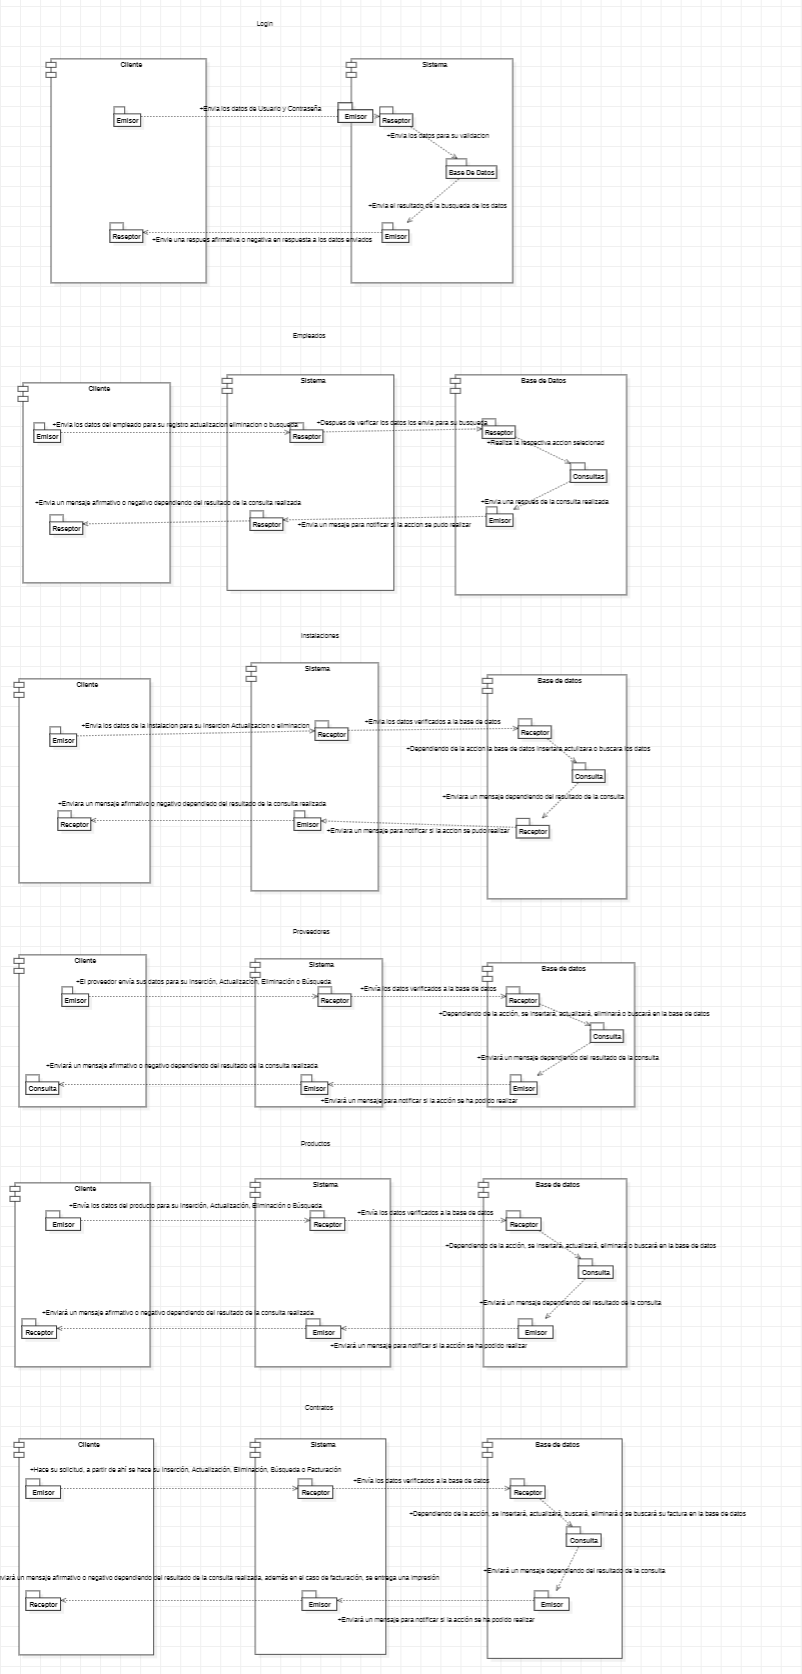 Login
Cliente
Sistema
+Envia los datos de Usuario y Contraseña
Emisor
Emisor
Receptor
+Envia los datos para su validacion
Base De Datos
+Envia el resultado de la busqueda de los datos
Reseptor
Emisor
+Envie una respues afirmativa o negativa en respuesta a los datos enviados
Empleados
Cliente
Sistema
Base de Datos
+Envia los datos del empleado para su registro actualizacion eliminacion o busqueda
+Despues de verficar los datos los envia para su busqueda
Emisor
Receptor
Reseptor
+Realiza la respectiva accion selecionad
Consultas
+Envia un mensaje afirmativo o negativo dependiendo del resultado de la consulta realizada
+Envia una respues de la consulta realizada
Reseptor
Reseptor
Emisor
+Envia un mesaje para notificar si la accion se pudo realizar
Instalaciones
Cliente
Sistema
Base de datos
+Envia los datos de la instalacion para su insercion Actualizacion o eliminacion
+Envia los datos verificados a la base de datos
Emisor
Receptor
Receptor
+Dependiendo de la accion la base de datos insertara actulizara o buscara los datos
Consulta
+Enviara un mensaje afirmativo o negativo dependiedo del resultado de la consulta realizada
+Enviara un mensaje dependiendo del resultado de la consulta
Receptor
Emisor
Receptor
+Enviara un mensaje para notificar si la accion se pudo realizar
Proveedores
Cliente
Sistema
Base de datos
+El proveedor envía sus datos para su Inserción, Actualización, Eliminación o Búsqueda
+Envía los datos verificados a la base de datos
Emisor
Receptor
Receptor
+Dependiendo de la acción, se insertará, actualizará, eliminará o buscará en la base de datos
Consulta
+Enviará un mensaje afirmativo o negativo dependiendo del resultado de la consulta realizada
+Enviará un mensaje dependiendo del resultado de la consulta
Consulta
Emisor
Emisor
+Enviará un mensaje para notificar si la acción se ha podido realizar
Productos
Cliente
Sistema
Base de datos
+Envía los datos del producto para su Inserción, Actualización, Eliminación o Búsqueda
+Envía los datos verificados a la base de datos
Emisor
Receptor
Receptor
+Dependiendo de la acción, se insertará, actualizará, eliminará o buscará en la base de datos
Consulta
+Enviará un mensaje dependiendo del resultado de la consulta
+Enviará un mensaje afirmativo o negativo dependiendo del resultado de la consulta realizada
Receptor
Emisor
Emisor
+Enviará un mensaje para notificar si la acción se ha podido realizar
Contratos
Cliente
Sistema
Base de datos
+Hace su solicitud, a partir de ahí se hace su Inserción, Actualización, Eliminación, Búsqueda o Facturación
+Envía los datos verificados a la base de datos
Emisor
Receptor
Receptor
+Dependiendo de la acción, se insertará, actualizará, buscará, eliminará o se buscará su factura en la base de datos
Consulta
+Enviará un mensaje dependiendo del resultado de la consulta
viará un mensaje afirmativo o negativo dependiendo del resultado de la consulta realizada, además en el caso de facturación, se entrega una impresión
Receptor
Emisor
Emisor
+Enviará un mensaje para notificar si la acción se ha podido realizar